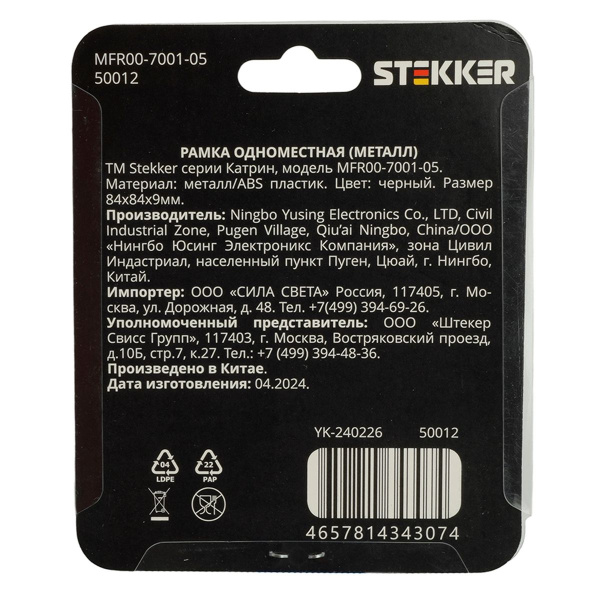 MFR00-7001-05
50012
STEKKER
РАМКА ОДНОМЕСТНАЯ (МЕТАЛЛ)
TM Stekker серии Катрин, модель MFR00-7001-05.
Материал: металл/ABS пластик. Цвет: черный. Размер
84x84x9мм.
Производитель: Ningbo Yusing Electronics Co., LTD, Civil
Industrial Zone, Pugen Village, Qiu'ai Ningbo, China/ООО
«Нингбо Юсинг Электроникс Компания», зона Цивил
Индастриал, населенный пункт Пуген, Цюай, г. Нингбо,
Китай.
Импортер: ООО «СИЛА СВЕТА» Россия, 117405, г. Мо-
сква, ул. Дорожная, д. 48. Тел. +7(499) 394-69-26.
Уполномоченный представитель: ООО «Штекер
Свисс Групп», 117403, г. Москва, Востряковский проезд,
д.10Б, стр.7, к.27. Тел.: +7 (499) 394-48-36.
Произведено в Китае.
Дата изготовления: 04.2024.
YK-240226 50012
04 22
LDPE PAP
4657814343074